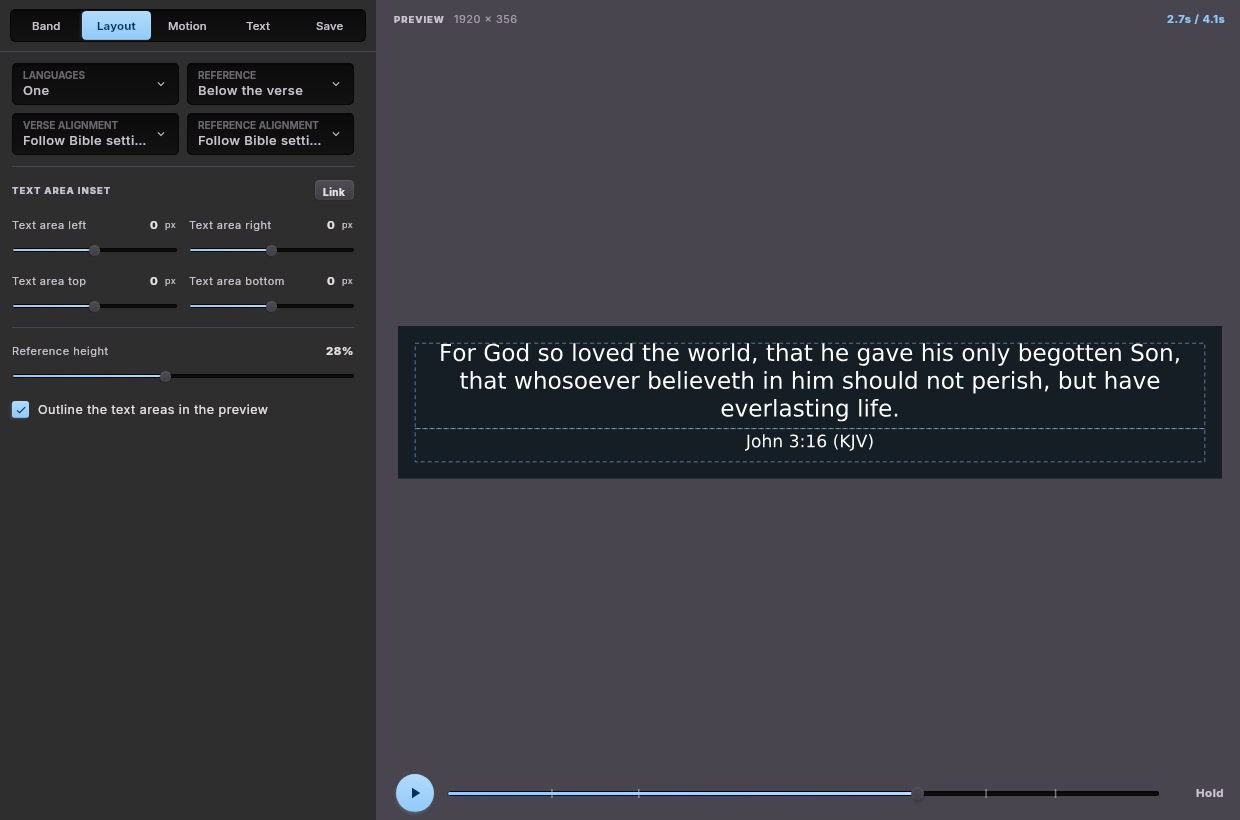 Band Layout Motion Text Save
PREVIEW 1920 × 356 2.7s / 4.1s
LANGUAGES
One
REFERENCE
Below the verse
VERSE ALIGNMENT
Follow Bible setti...
REFERENCE ALIGNMENT
Follow Bible setti...
TEXT AREA INSET Link
Text area left 0 px
Text area right 0 px
Text area top 0 px
Text area bottom 0 px
Reference height 28%
Outline the text areas in the preview
For God so loved the world, that he gave his only begotten Son,
that whosoever believeth in him should not perish, but have
everlasting life.
John 3:16 (KJV)
Hold